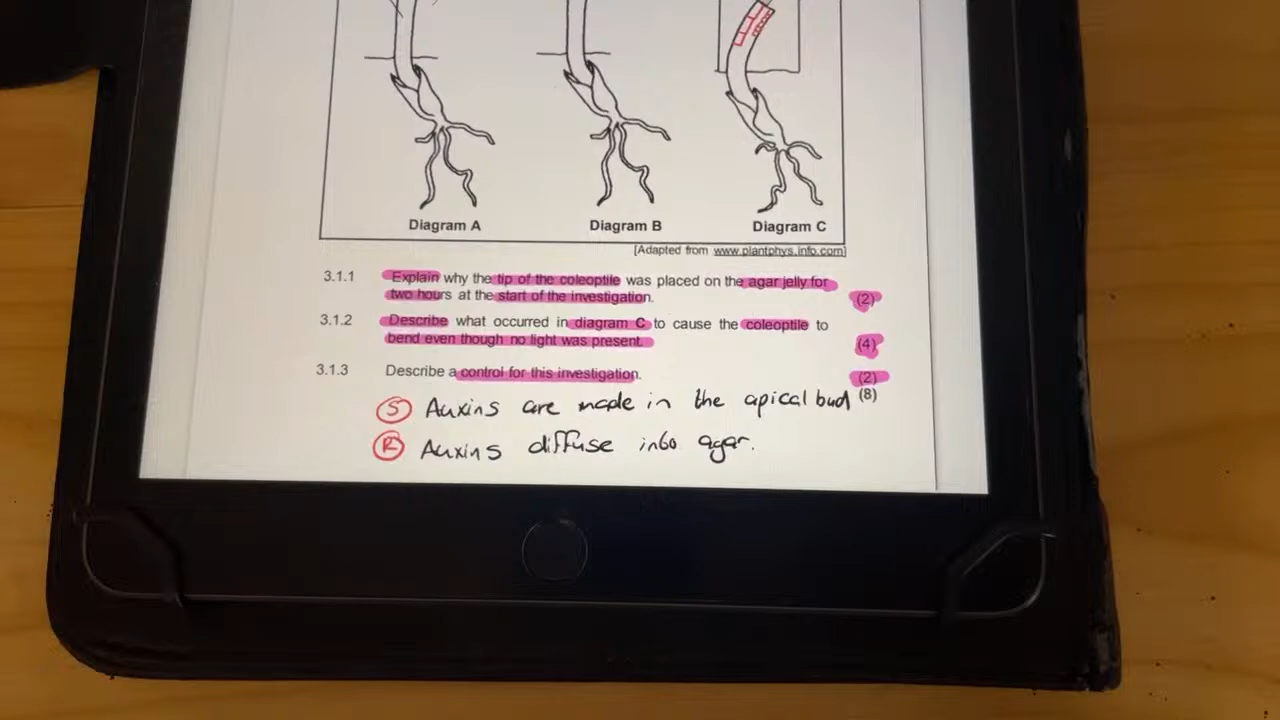 Diagram A Diagram B Diagram C
[Adapted from www.plantphys.info.com]
3.1.1 Explain why the tip of the coleoptile was placed on the agar jelly for
two hours at the start of the investigation. (2)
3.1.2 Describe what occurred in diagram C to cause the coleoptile to
bend even though no light was present. (4)
3.1.3 Describe a control for this investigation. (2)
(8)
S Auxins are made in the apical bud
R Auxins diffuse into agar.